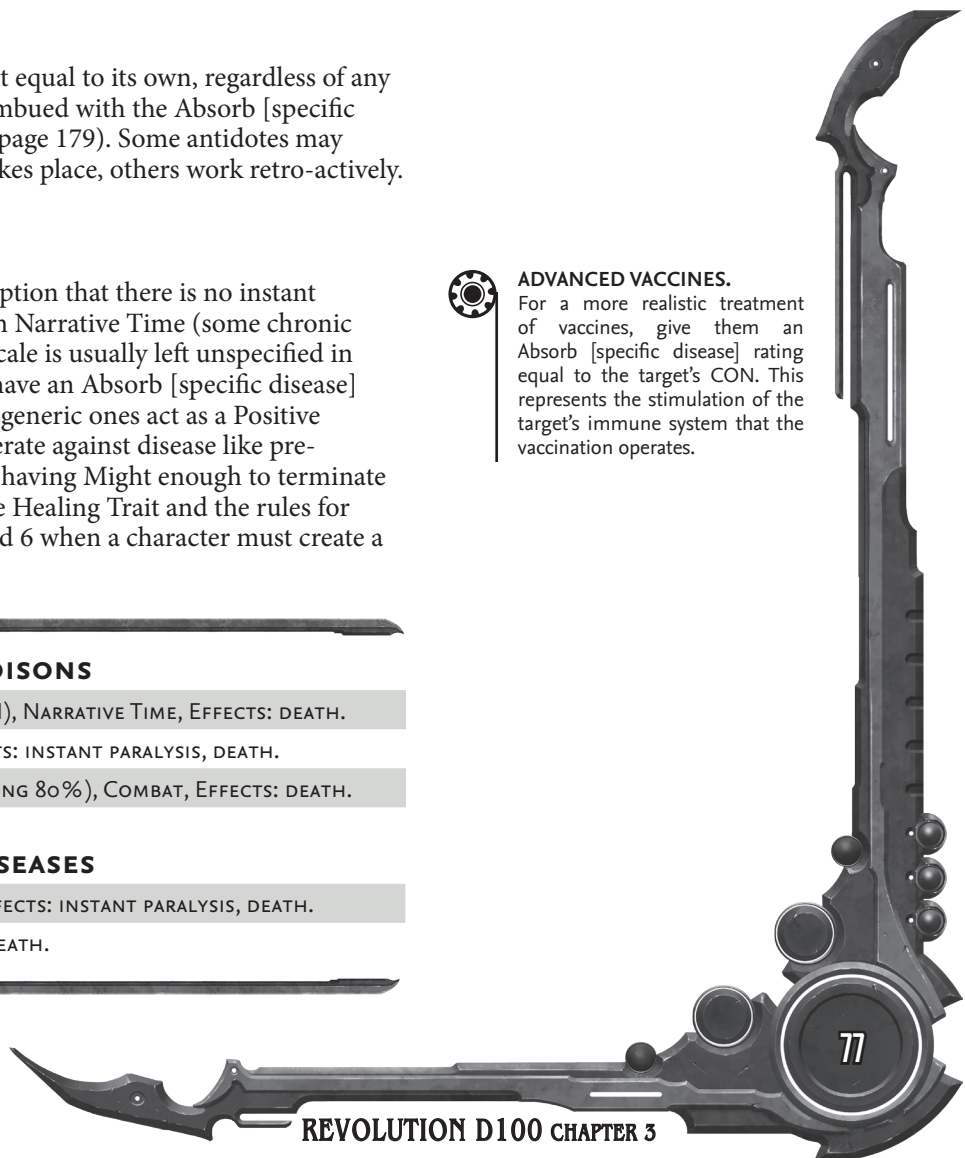 t equal to its own, regardless of any
mbued with the Absorb [specific
page 179). Some antidotes may
kes place, others work retro-actively.
ption that there is no instant
n Narrative Time (some chronic
cale is usually left unspecified in
have an Absorb [specific disease]
generic ones act as a Positive
erate against disease like pre-
having Might enough to terminate
e Healing Trait and the rules for
d 6 when a character must create a
ADVANCED VACCINES.
For a more realistic treatment
of vaccines, give them an
Absorb [specific disease] rating
equal to the target's CON. This
represents the stimulation of the
target's immune system that the
vaccination operates.
OISONS
), Narrative Time, Effects: death.
ts: instant paralysis, death.
ng 80%), Combat, Effects: death.
SEASES
fects: instant paralysis, death.
eath.
77
REVOLUTION D100 CHAPTER 3